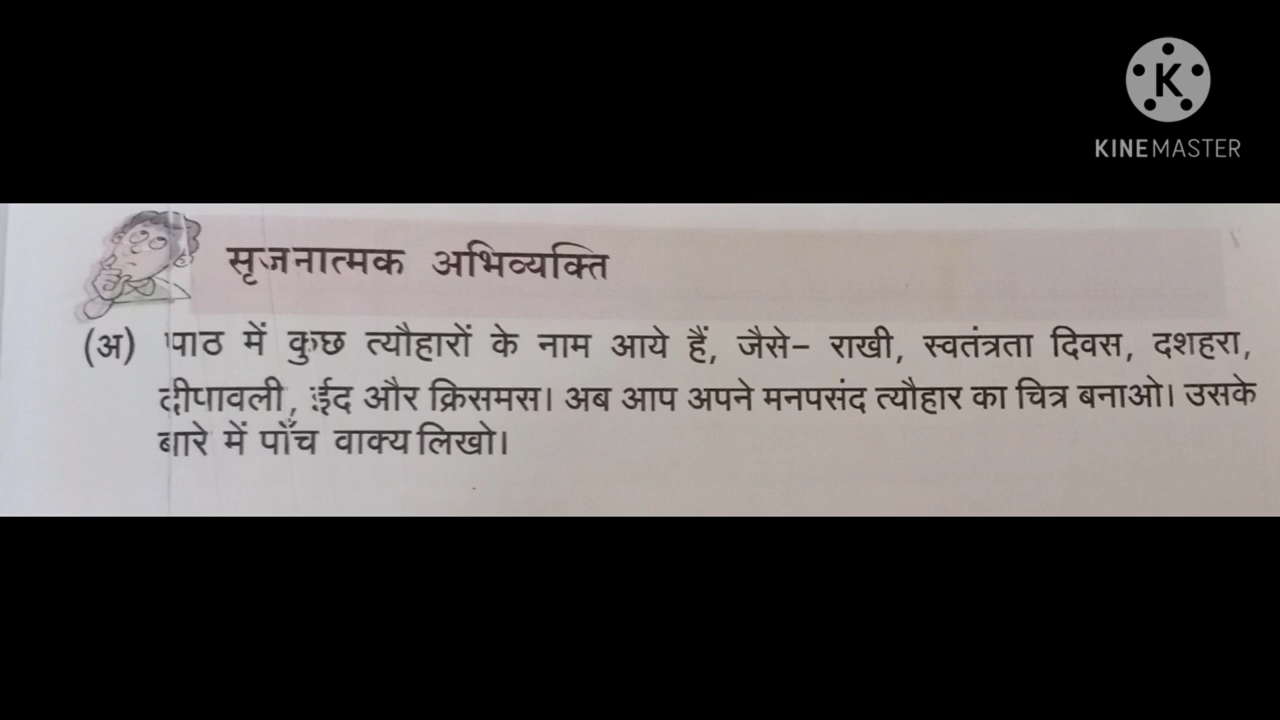 K
KINEMASTER
सृजनात्मक अभिव्यक्ति
(अ) पाठ में कुछ त्यौहारों के नाम आये हैं, जैसे– राखी, स्वतंत्रता दिवस, दशहरा,
दीपावली, ईद और क्रिसमस। अब आप अपने मनपसंद त्यौहार का चित्र बनाओ। उसके
बारे में पाँच वाक्य लिखो।